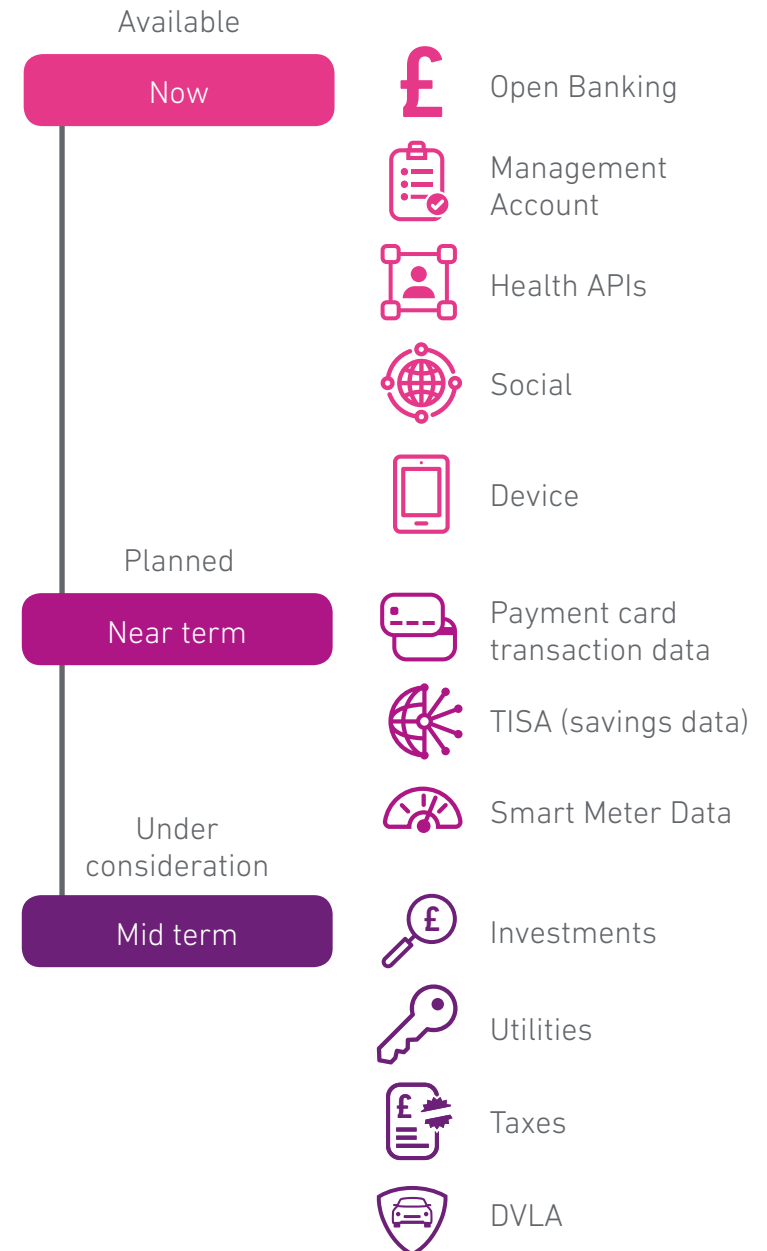 Available
Now
£
Open Banking
Management
Account
Health APIs
Social
Device
Planned
Near term
Payment card
transaction data
TISA (savings data)
Smart Meter Data
Under
consideration
Mid term
£
Investments
Utilities
£
Taxes
DVLA